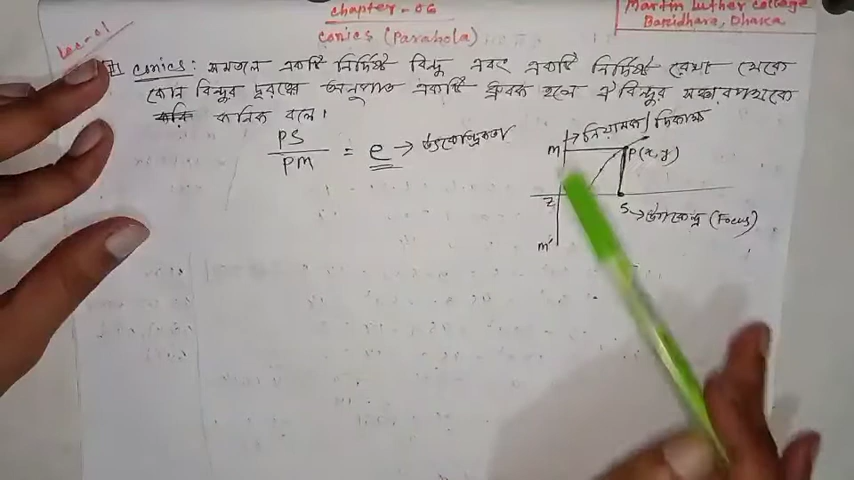 Chapter-06
Conics (Parabola)
Martin Luther College
Baridhara, Dhaka
Lec-01
Conics: সমতলে একটি নির্দিষ্ট বিন্দু এবং একটি নির্দিষ্ট রেখা থেকে
কোন বিন্দুর দূরত্বের অনুপাত একটি ধ্রুবক হলে ঐ বিন্দুর সঞ্চারপথকে
কনিক বলে।
PS
PM
= e → উৎকেন্দ্রিকতা
→ নিয়ামক / দিকাক্ষ
M
P(x,y)
Z
S → উপকেন্দ্র (Focus)
M'